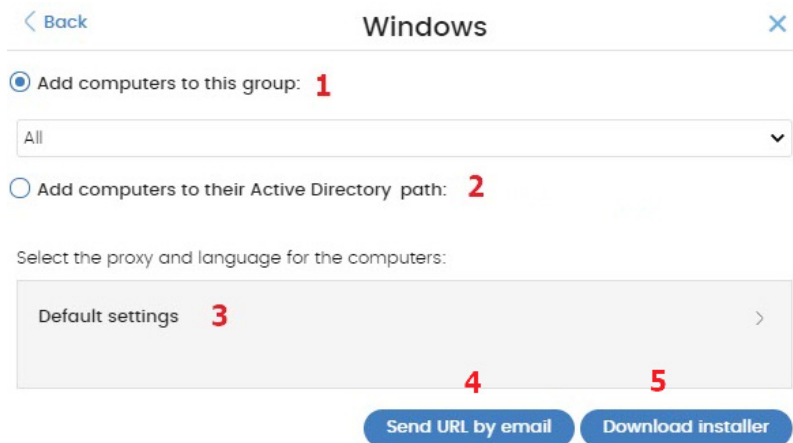 Back
Windows
Add computers to this group: 1
All
Add computers to their Active Directory path: 2
Select the proxy and language for the computers:
Default settings 3
4 5
Send URL by email Download installer